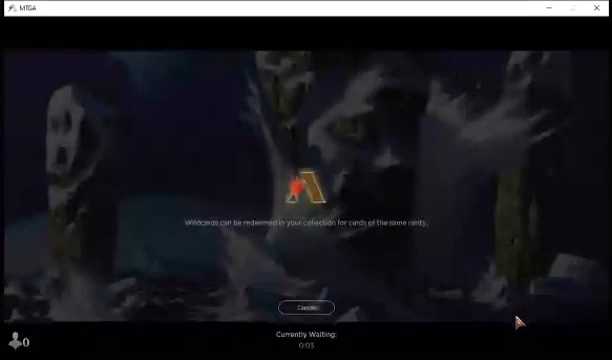 MTGA
Wildcards can be redeemed in your collection for cards of the same rarity.
Cancel
Currently Waiting:
0:03
0